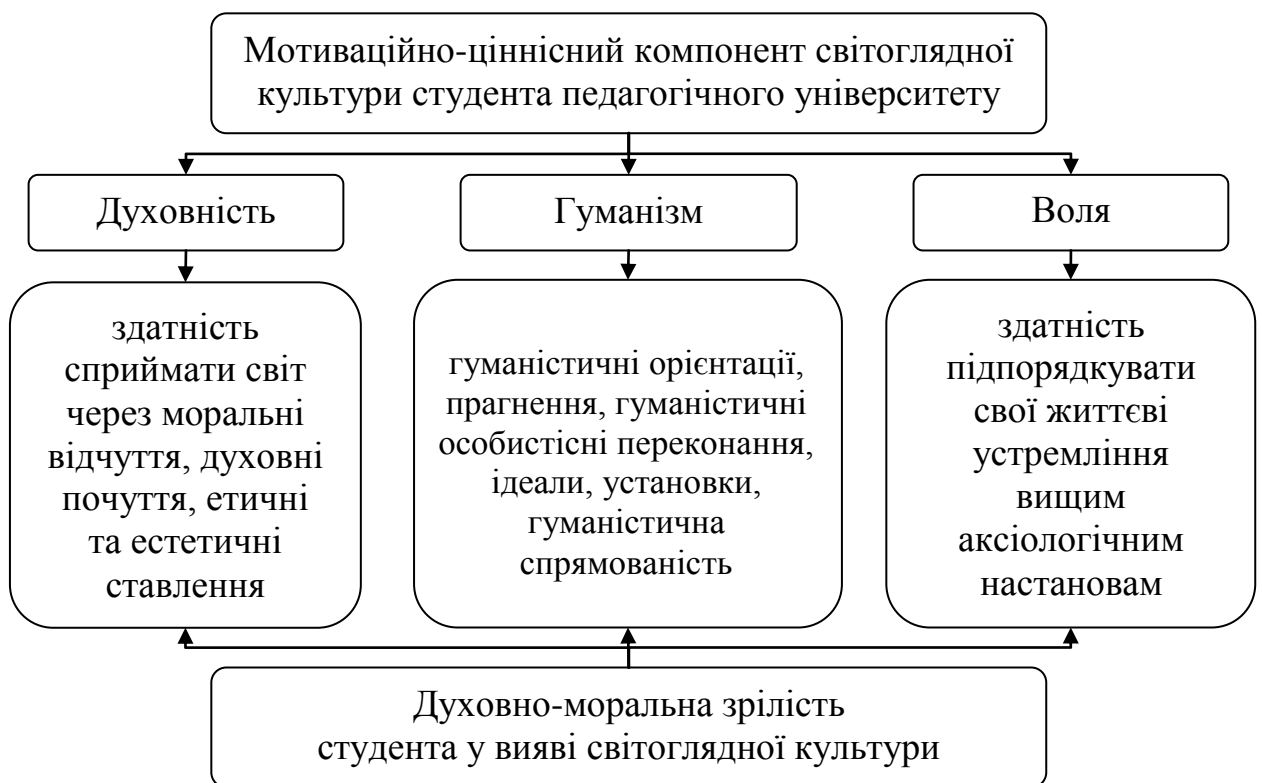 Мотиваційно-ціннісний компонент світоглядної
культури студента педагогічного університету
Духовність
Гуманізм
Воля
здатність
сприймати світ
через моральні
відчуття, духовні
почуття, етичні
та естетичні
ставлення
гуманістичні орієнтації,
прагнення, гуманістичні
особистісні переконання,
ідеали, установки,
гуманістична
спрямованість
здатність
підпорядкувати
свої життєві
устремління
вищим
аксіологічним
настановам
Духовно-моральна зрілість
студента у вияві світоглядної культури